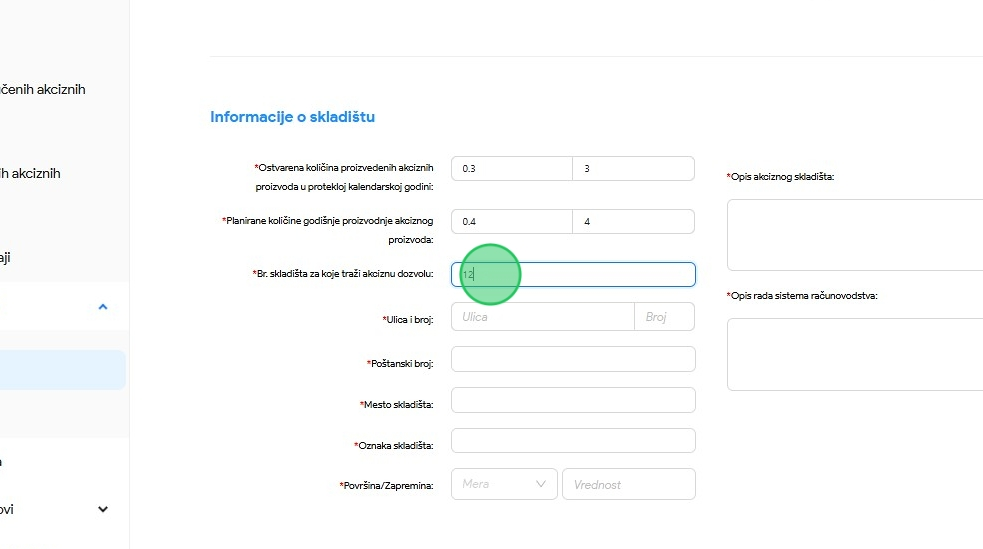 čenih akciznih
ih akciznih
aji
ovi
Informacije o skladištu
*Ostvarena količina proizvedenih akciznih
proizvoda u protekloj kalendarskoj godini:
0.3
3
*Planirane količine godišnje proizvodnje akciznog
proizvoda:
0.4
4
*Br. skladišta za koje traži akciznu dozvolu:
12
*Ulica i broj:
Ulica
Broj
*Poštanski broj:
*Mesto skladišta:
*Oznaka skladišta:
*Površina/Zapremina:
Mera
Vrednost
*Opis akciznog skladišta:
*Opis rada sistema računovodstva: